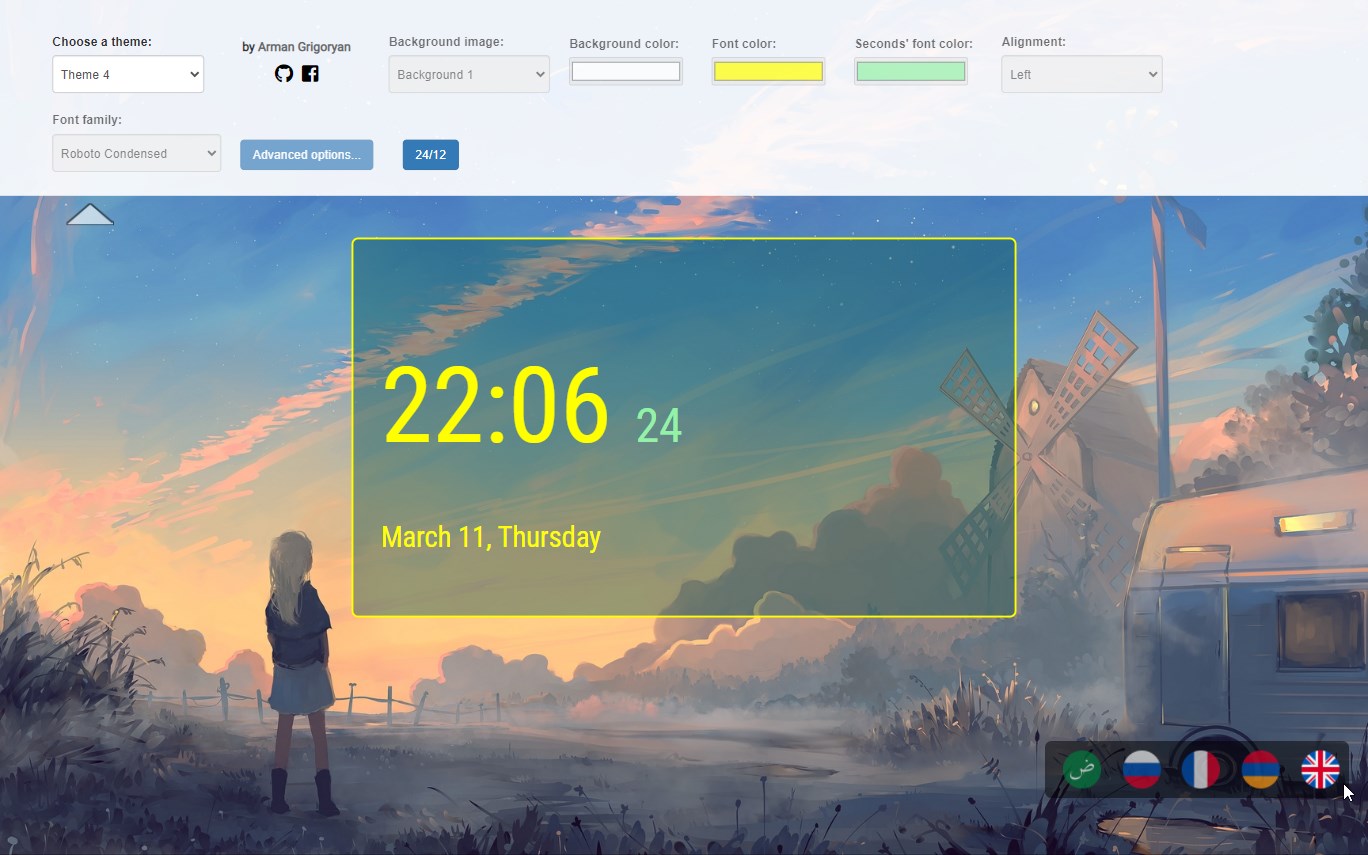 Choose a theme:
Theme 4
by Arman Grigoryan
Background image:
Background 1
Background color:
Font color:
Seconds' font color:
Alignment:
Left
Font family:
Roboto Condensed
Advanced options...
24/12
22:06 24
March 11, Thursday
ض